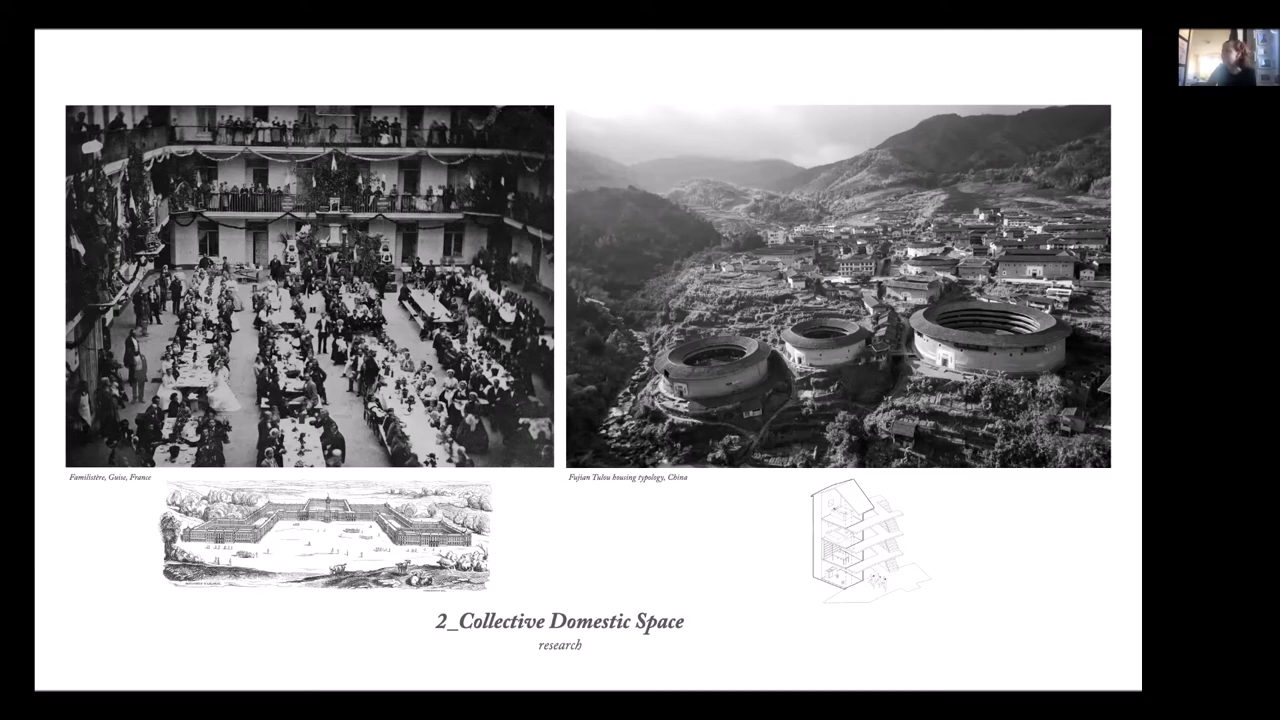 Familistère, Guise, France
Fujian Tulou housing typology, China
2_Collective Domestic Space
research